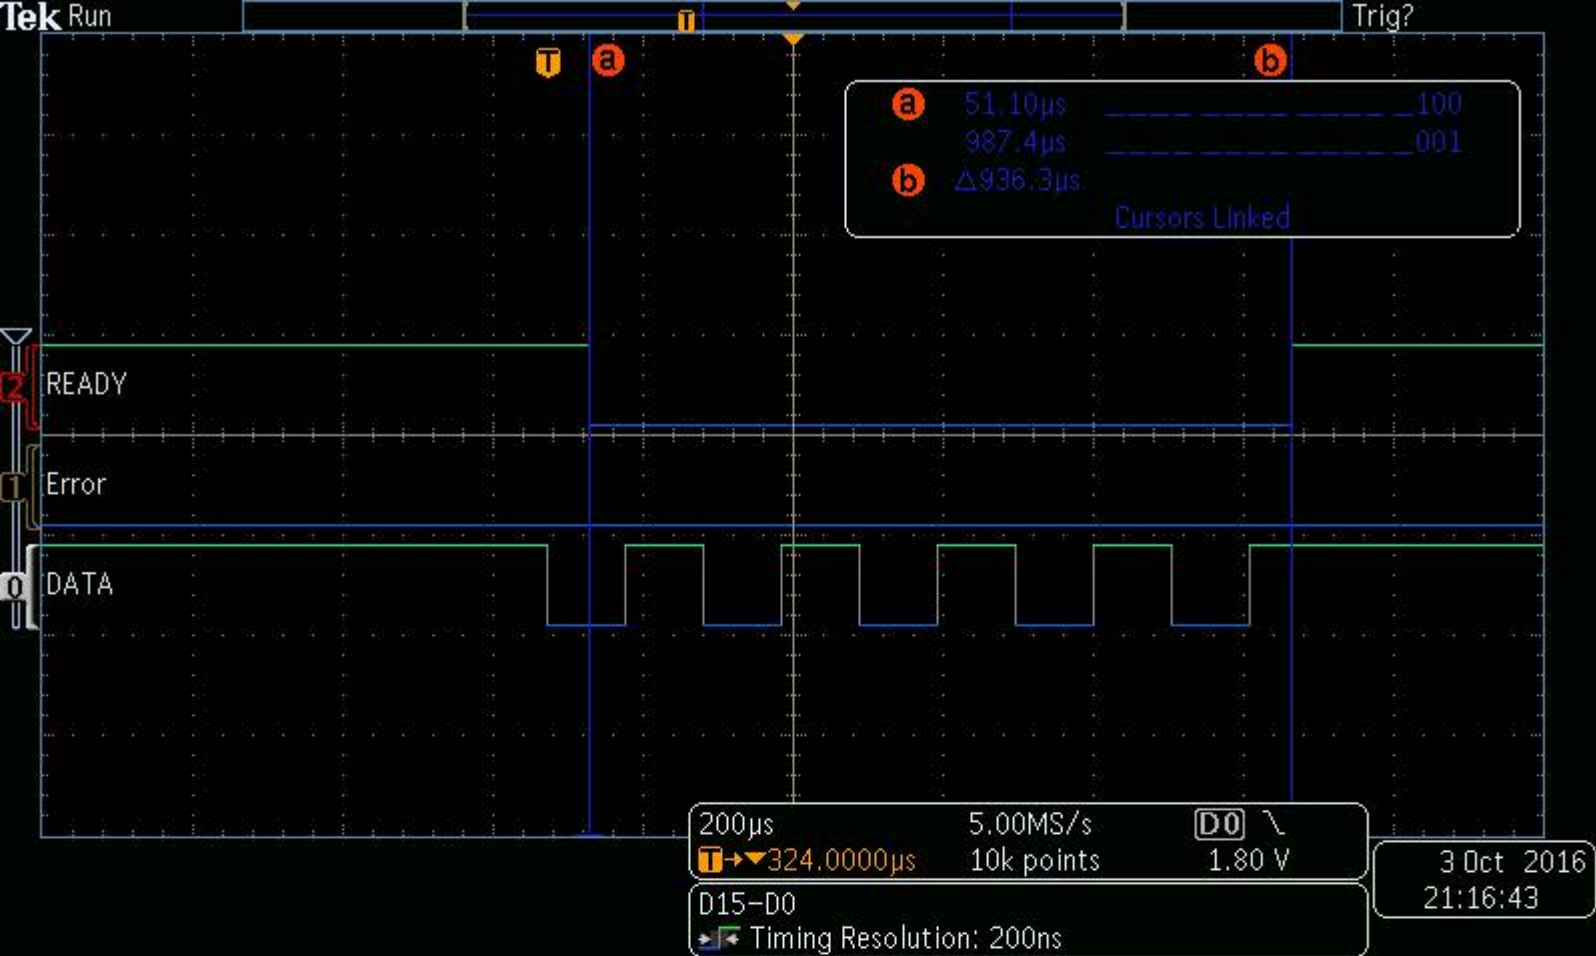 Tek Run Trig?
T
T a b
a 51.10µs 100
987.4µs 001
b △936.3µs
Cursors Linked
2 READY
1 Error
0 DATA
200µs 5.00MS/s D0
T→▼324.0000µs 10k points 1.80 V
D15-D0
Timing Resolution: 200ns
3 Oct 2016
21:16:43